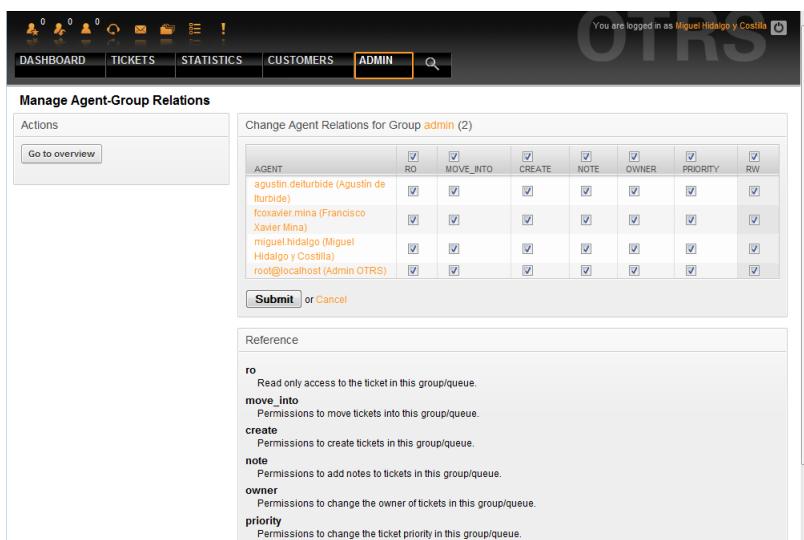 0 0 0
You are logged in as Miguel Hidalgo y Costilla
OTRS
DASHBOARD TICKETS STATISTICS CUSTOMERS ADMIN
Manage Agent-Group Relations
Actions
Go to overview
Change Agent Relations for Group admin (2)
AGENT RO MOVE_INTO CREATE NOTE OWNER PRIORITY RW
agustin.deiturbide (Agustín de
Iturbide)
fcoxavier.mina (Francisco
Xavier Mina)
miguel.hidalgo (Miguel
Hidalgo y Costilla)
root@localhost (Admin OTRS)
Submit or Cancel
Reference
ro
Read only access to the ticket in this group/queue.
move_into
Permissions to move tickets into this group/queue.
create
Permissions to create tickets in this group/queue.
note
Permissions to add notes to tickets in this group/queue.
owner
Permissions to change the owner of tickets in this group/queue.
priority
Permissions to change the ticket priority in this group/queue.